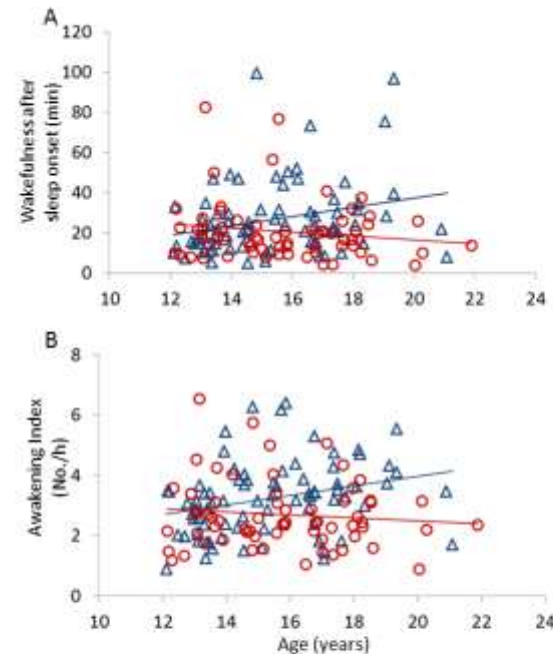 A
120
100
80
60
40
20
0
Wakefulness after
sleep onset (min)
10 12 14 16 18 20 22 24
B
8
6
4
2
0
Awakening Index
(No./h)
10 12 14 16 18 20 22 24
Age (years)